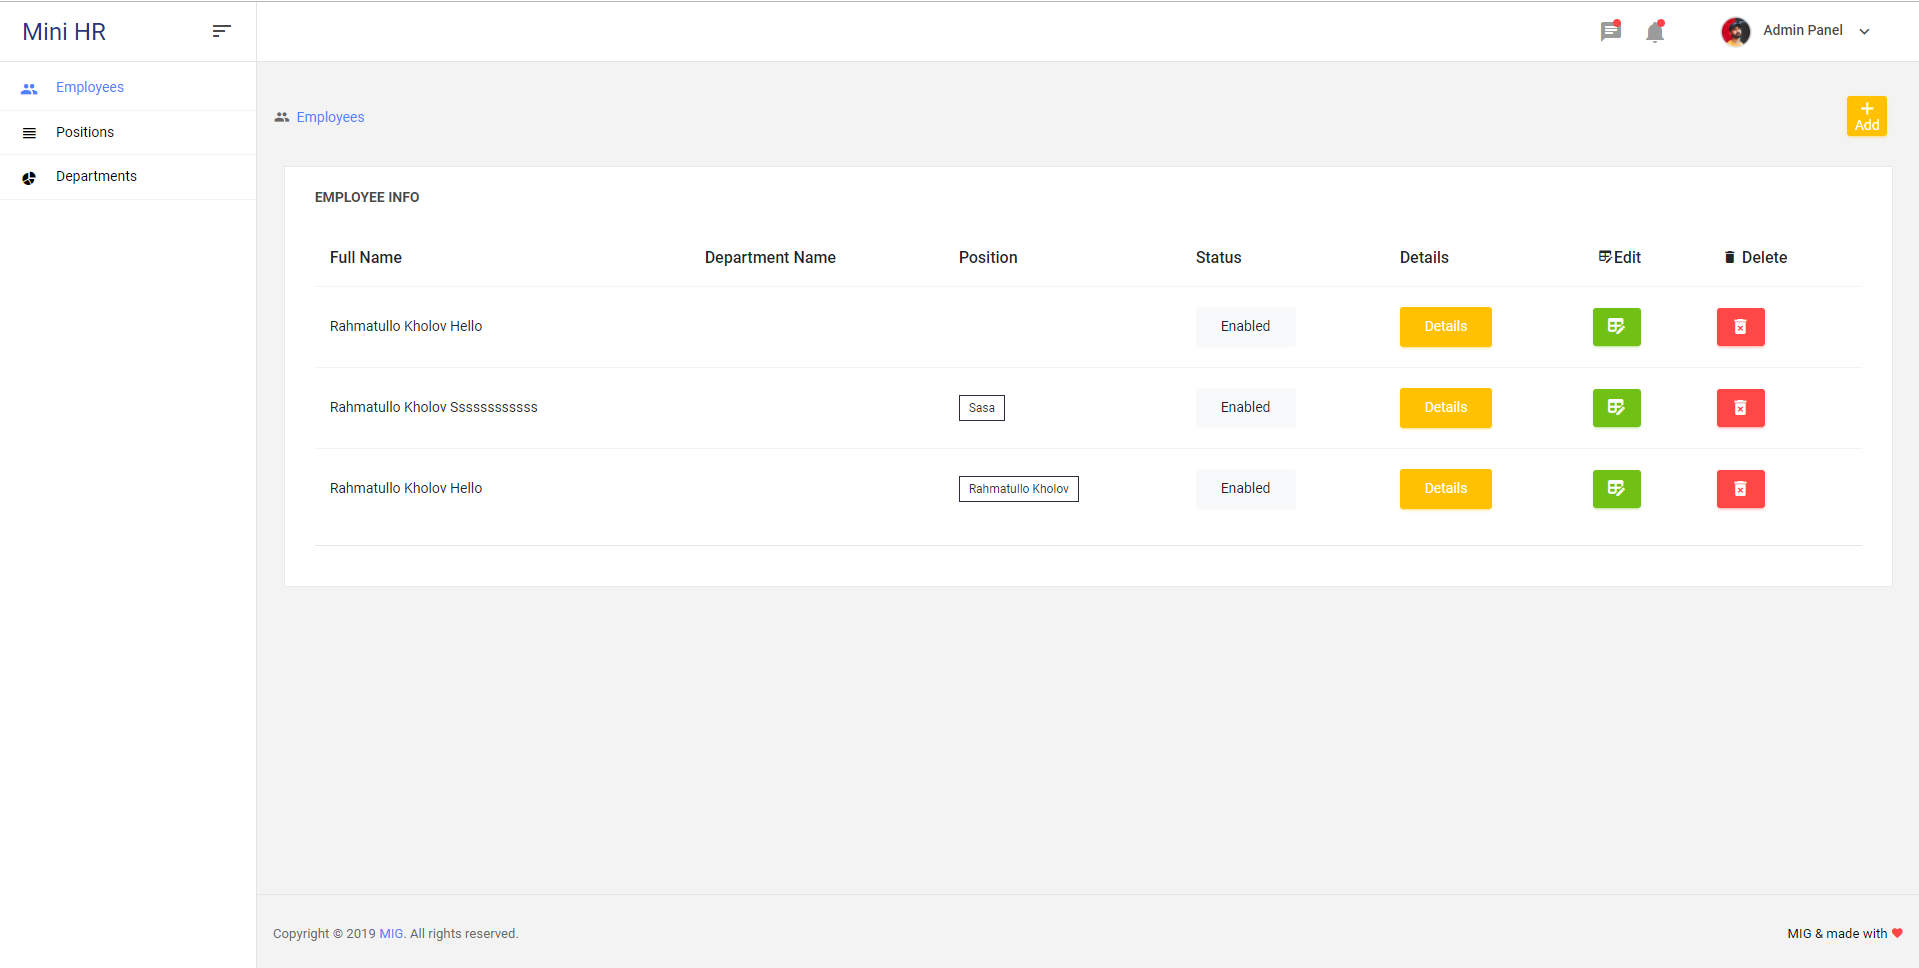 Mini HR
Admin Panel
Employees
Positions
Departments
Employees
Add
EMPLOYEE INFO
Full Name Department Name Position Status Details Edit Delete
Rahmatullo Kholov Hello Enabled Details
Rahmatullo Kholov Ssssssssssss Sasa Enabled Details
Rahmatullo Kholov Hello Rahmatullo Kholov Enabled Details
Copyright © 2019 MIG. All rights reserved.
MIG & made with